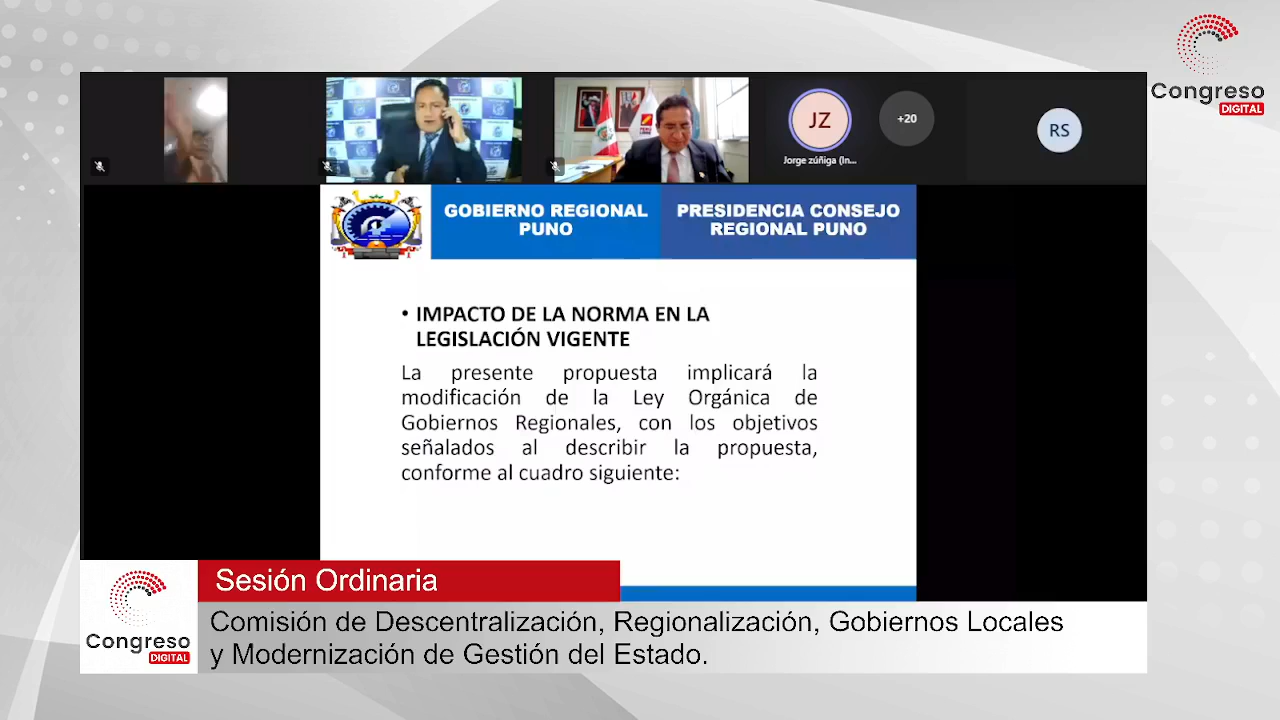 Congreso
DIGITAL
JZ
+20
RS
Jorge zúñiga (In...
GOBIERNO REGIONAL
PUNO
PRESIDENCIA CONSEJO
REGIONAL PUNO
• IMPACTO DE LA NORMA EN LA
LEGISLACIÓN VIGENTE
La presente propuesta implicará la
modificación de la Ley Orgánica de
Gobiernos Regionales, con los objetivos
señalados al describir la propuesta,
conforme al cuadro siguiente:
Congreso
DIGITAL
Sesión Ordinaria
Comisión de Descentralización, Regionalización, Gobiernos Locales
y Modernización de Gestión del Estado.